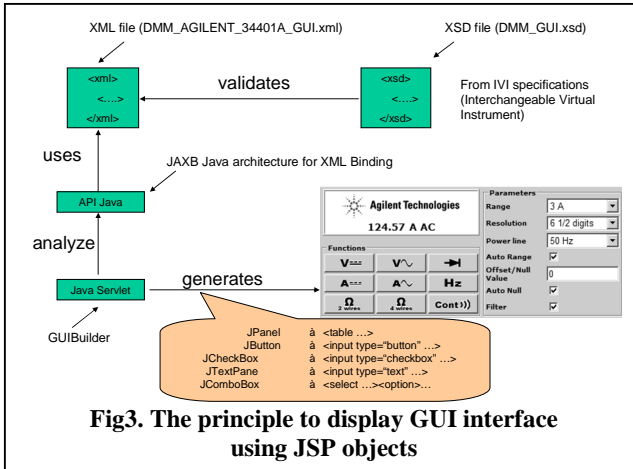 XML file (DMM_AGILENT_34401A_GUI.xml)
XSD file (DMM_GUI.xsd)
<xml>
<....>
</xml>
validates
<xsd>
<....>
</xsd>
From IVI specifications
(Interchangeable Virtual
Instrument)
uses
JAXB Java architecture for XML Binding
API Java
analyze
Java Servlet
generates
GUIBuilder
Agilent Technologies
124.57 A AC
Functions
V
V
A
A
Hz
Ω
2 wires
Ω
4 wires
Cont)))
Parameters
Range 3 A
Resolution 6 1/2 digits
Power line 50 Hz
Auto Range
Offset/Null
Value 0
Auto Null
Filter
JPanel à <table …>
JButton à <input type="button" …>
JCheckBox à <input type="checkbox" …>
JTextPane à <input type="text" …>
JComboBox à <select …><option>…
Fig3. The principle to display GUI interface
using JSP objects